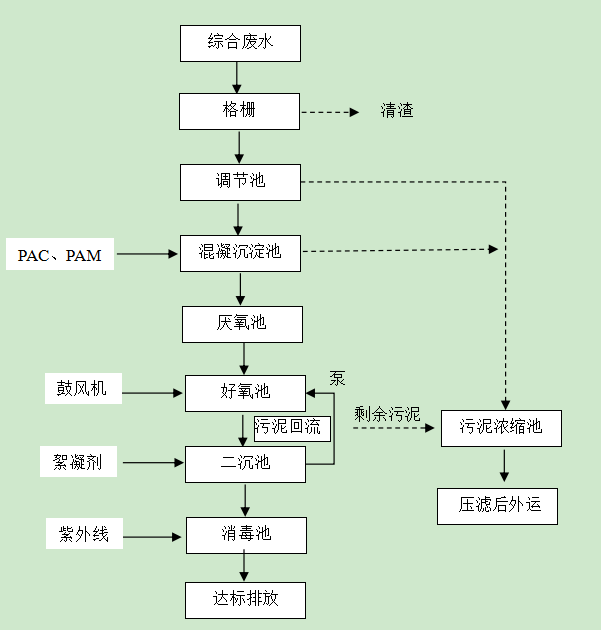 综合废水
格栅
清渣
调节池
PAC、PAM
混凝沉淀池
厌氧池
泵
鼓风机
好氧池
剩余污泥
污泥回流
污泥浓缩池
絮凝剂
二沉池
压滤后外运
紫外线
消毒池
达标排放